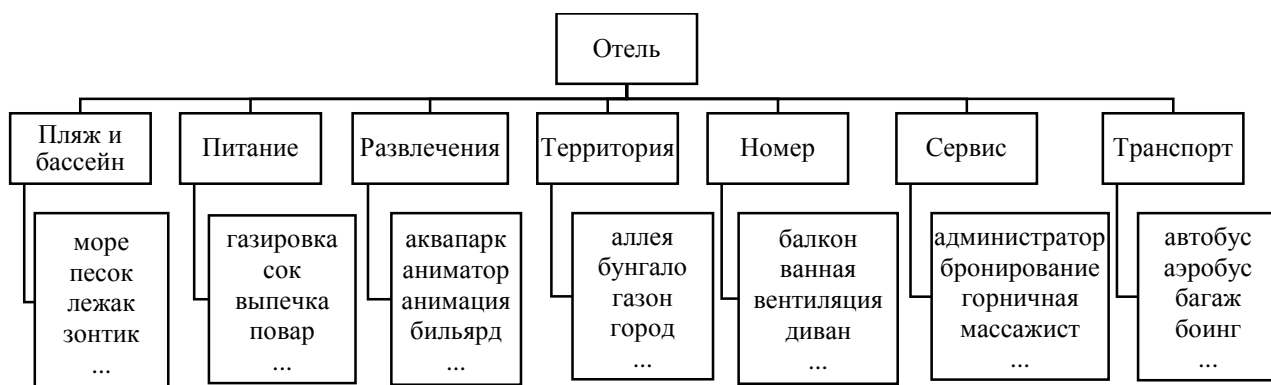 Отель
Пляж и
бассейн
Питание
Развлечения
Территория
Номер
Сервис
Транспорт
море
песок
лежак
зонтик
...
газировка
сок
выпечка
повар
...
аквапарк
аниматор
анимация
бильярд
...
аллея
бунгало
газон
город
...
балкон
ванная
вентиляция
диван
...
администратор
бронирование
горничная
массажист
...
автобус
аэробус
багаж
боинг
...